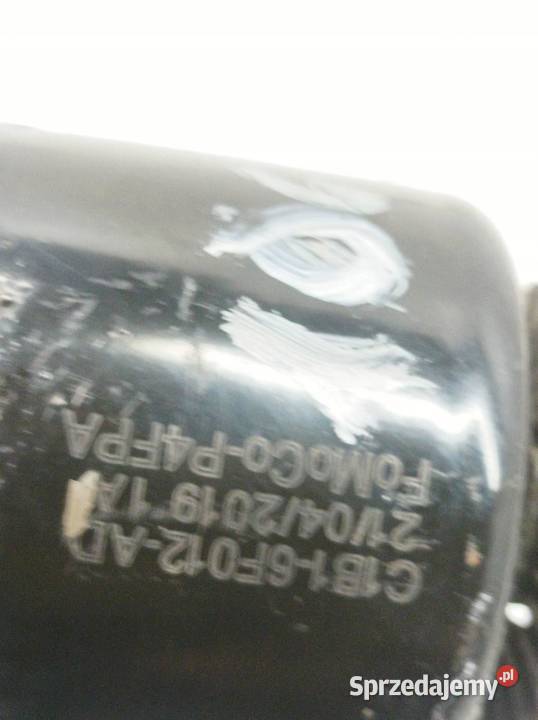 C1B1-6F012-AD
21/04/2019 1A
FoMoCo-P4FPA
Sprzedajemy.pl